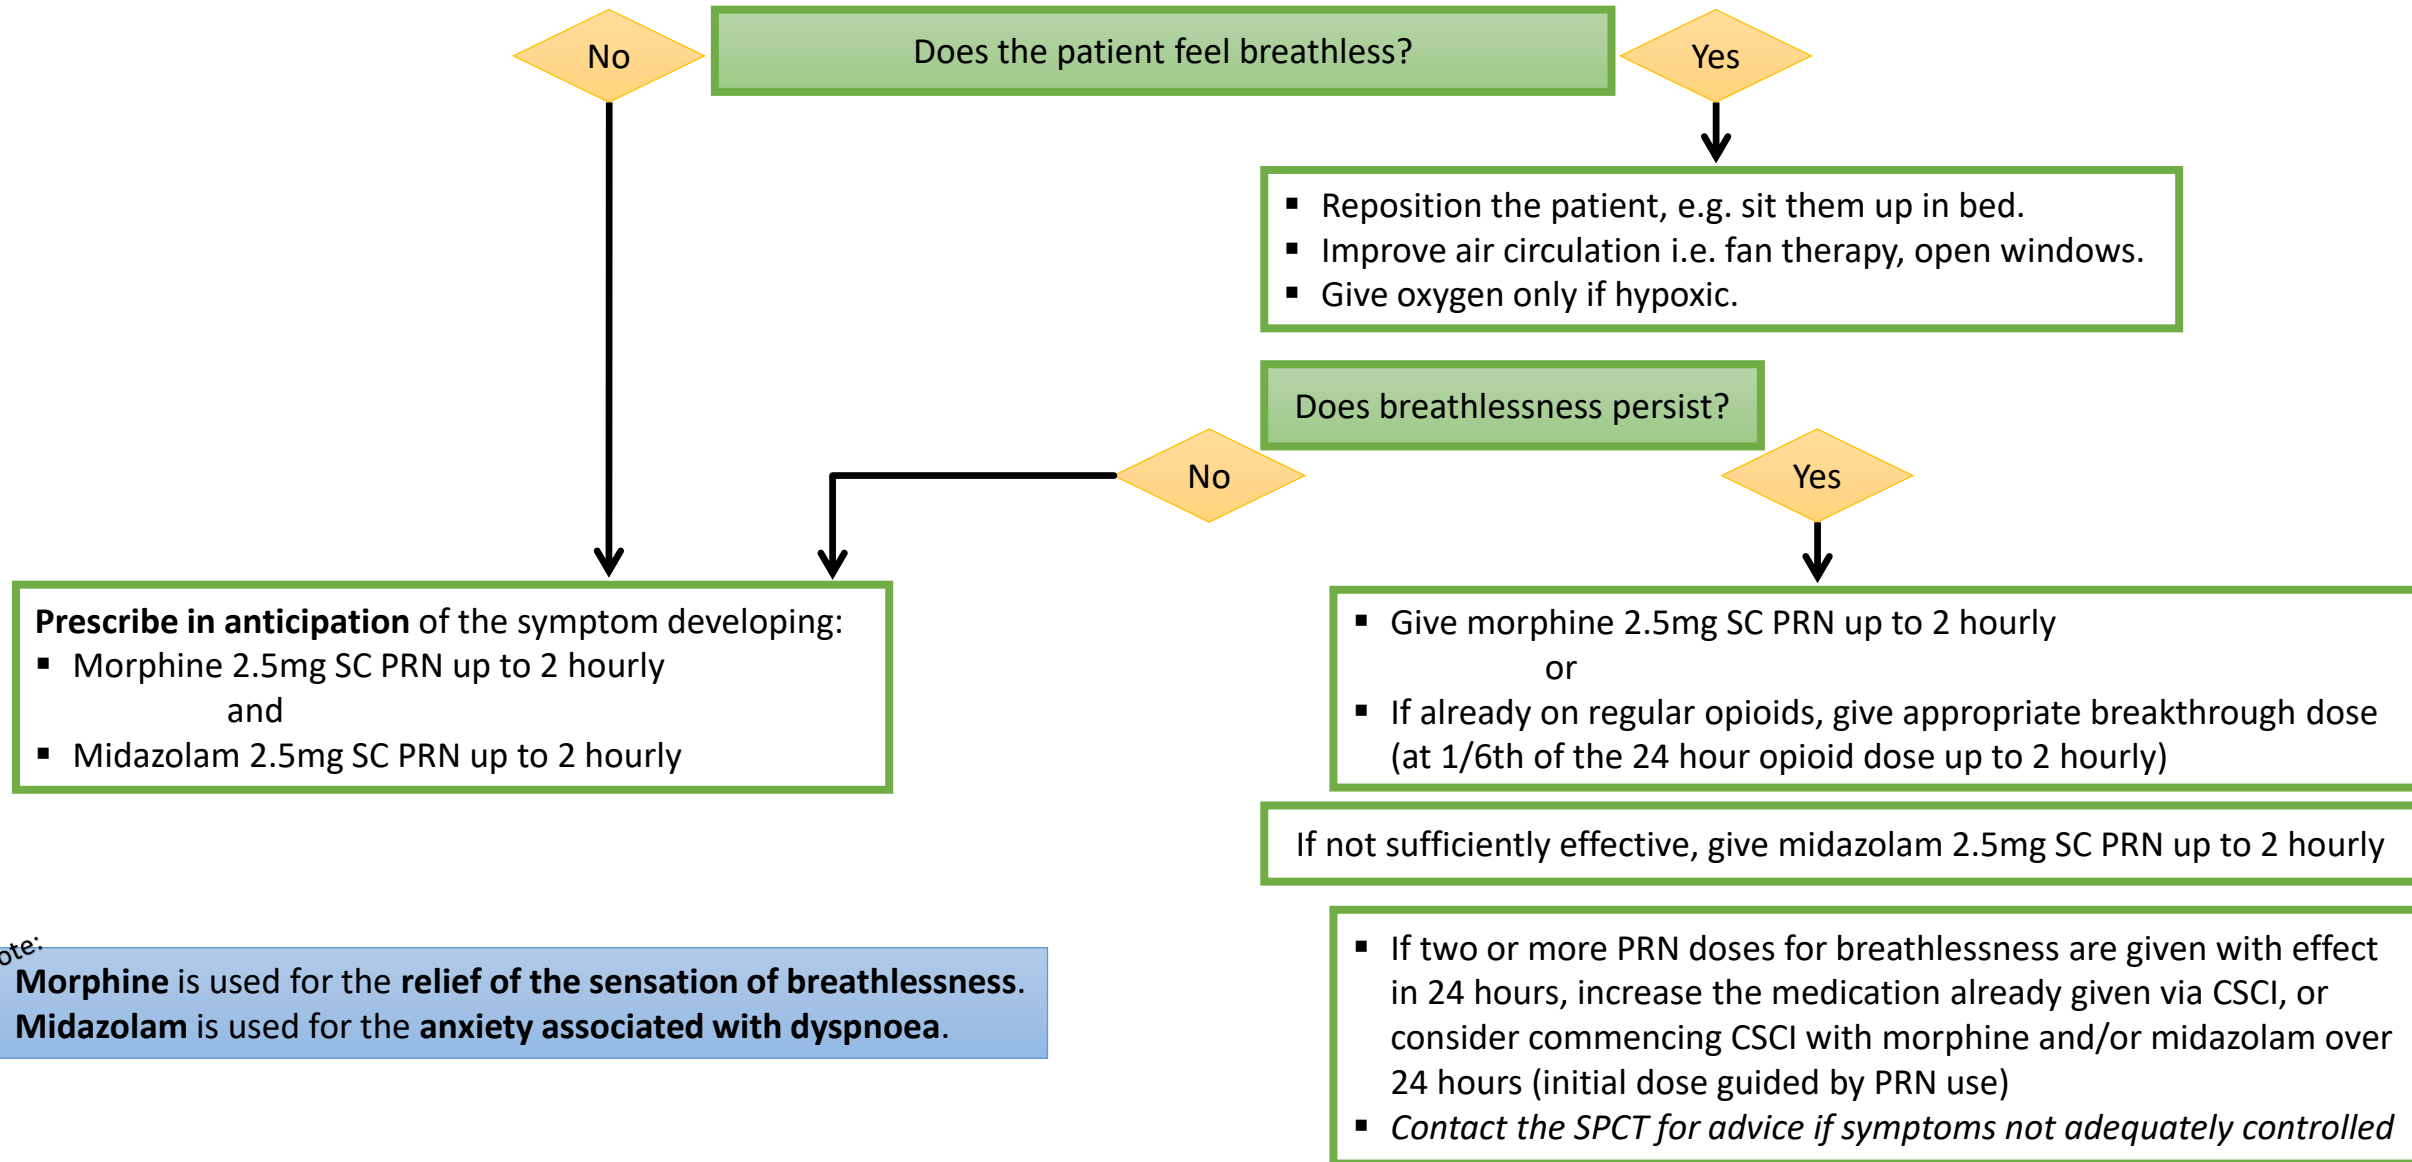 No
Does the patient feel breathless?
Yes
▪ Reposition the patient, e.g. sit them up in bed.
▪ Improve air circulation i.e. fan therapy, open windows.
▪ Give oxygen only if hypoxic.
Does breathlessness persist?
No
Yes
Prescribe in anticipation of the symptom developing:
▪ Morphine 2.5mg SC PRN up to 2 hourly
and
▪ Midazolam 2.5mg SC PRN up to 2 hourly
▪ Give morphine 2.5mg SC PRN up to 2 hourly
or
▪ If already on regular opioids, give appropriate breakthrough dose
(at 1/6th of the 24 hour opioid dose up to 2 hourly)
If not sufficiently effective, give midazolam 2.5mg SC PRN up to 2 hourly
▪ If two or more PRN doses for breathlessness are given with effect
in 24 hours, increase the medication already given via CSCI, or
consider commencing CSCI with morphine and/or midazolam over
24 hours (initial dose guided by PRN use)
▪ Contact the SPCT for advice if symptoms not adequately controlled
ote:
Morphine is used for the relief of the sensation of breathlessness.
Midazolam is used for the anxiety associated with dyspnoea.